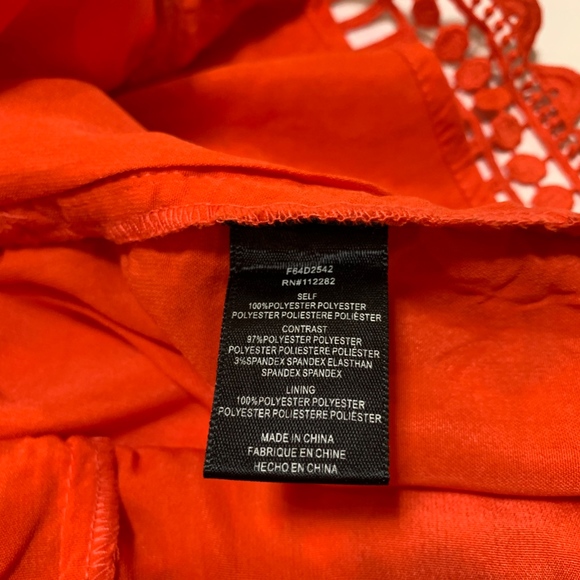 F64D2542
RN#112282
SELF
100%POLYESTER POLYESTER
POLYESTER POLIESTERE POLIÉSTER
CONTRAST
97%POLYESTER POLYESTER
POLYESTER POLIESTERE POLIÉSTER
3%SPANDEX SPANDEX ELASTHAN
SPANDEX SPANDEX
LINING
100%POLYESTER POLYESTER
POLYESTER POLIESTERE POLIÉSTER
MADE IN CHINA
FABRIQUE EN CHINE
HECHO EN CHINA